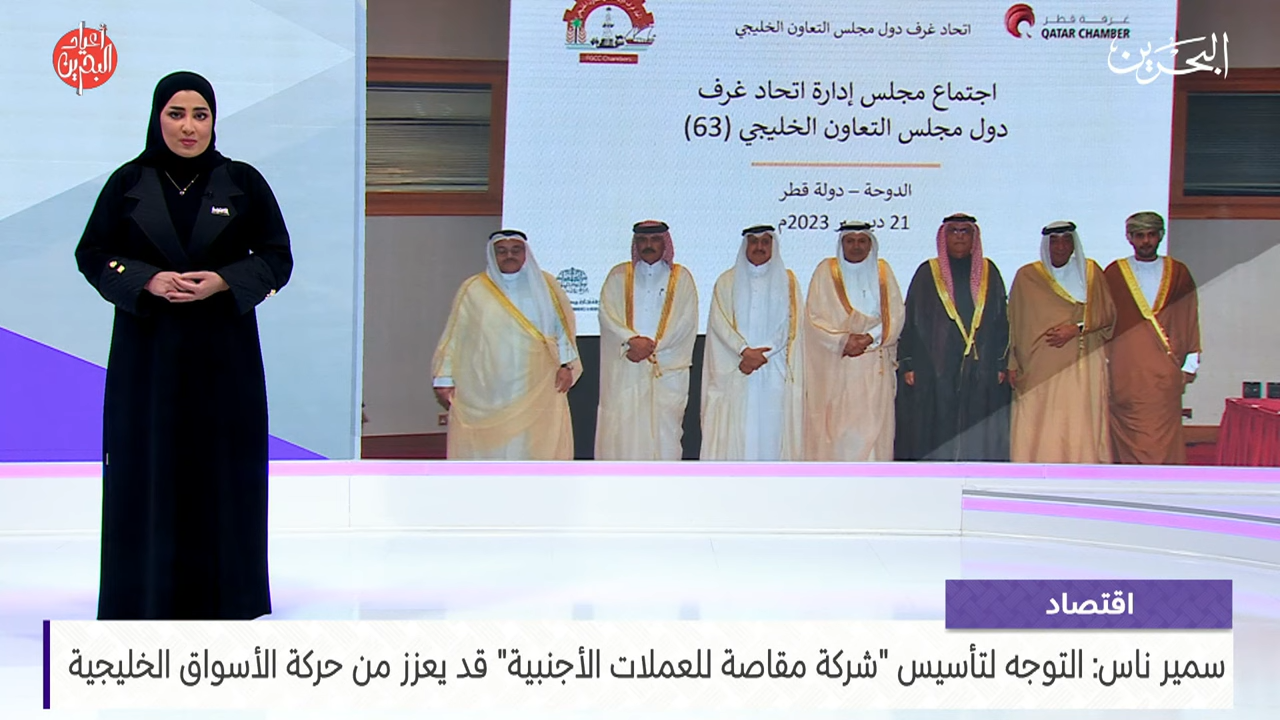 أعياد
البحرين
FGCC Chambers
اتحاد غرف دول مجلس التعاون الخليجي
غرفة قطر
QATAR CHAMBER
البحرين
اجتماع مجلس إدارة اتحاد غرف
دول مجلس التعاون الخليجي (63)
الدوحة – دولة قطر
21 2023م
اقتصاد
سمير ناس: التوجه لتأسيس "شركة مقاصة للعملات الأجنبية" قد يعزز من حركة الأسواق الخليجية